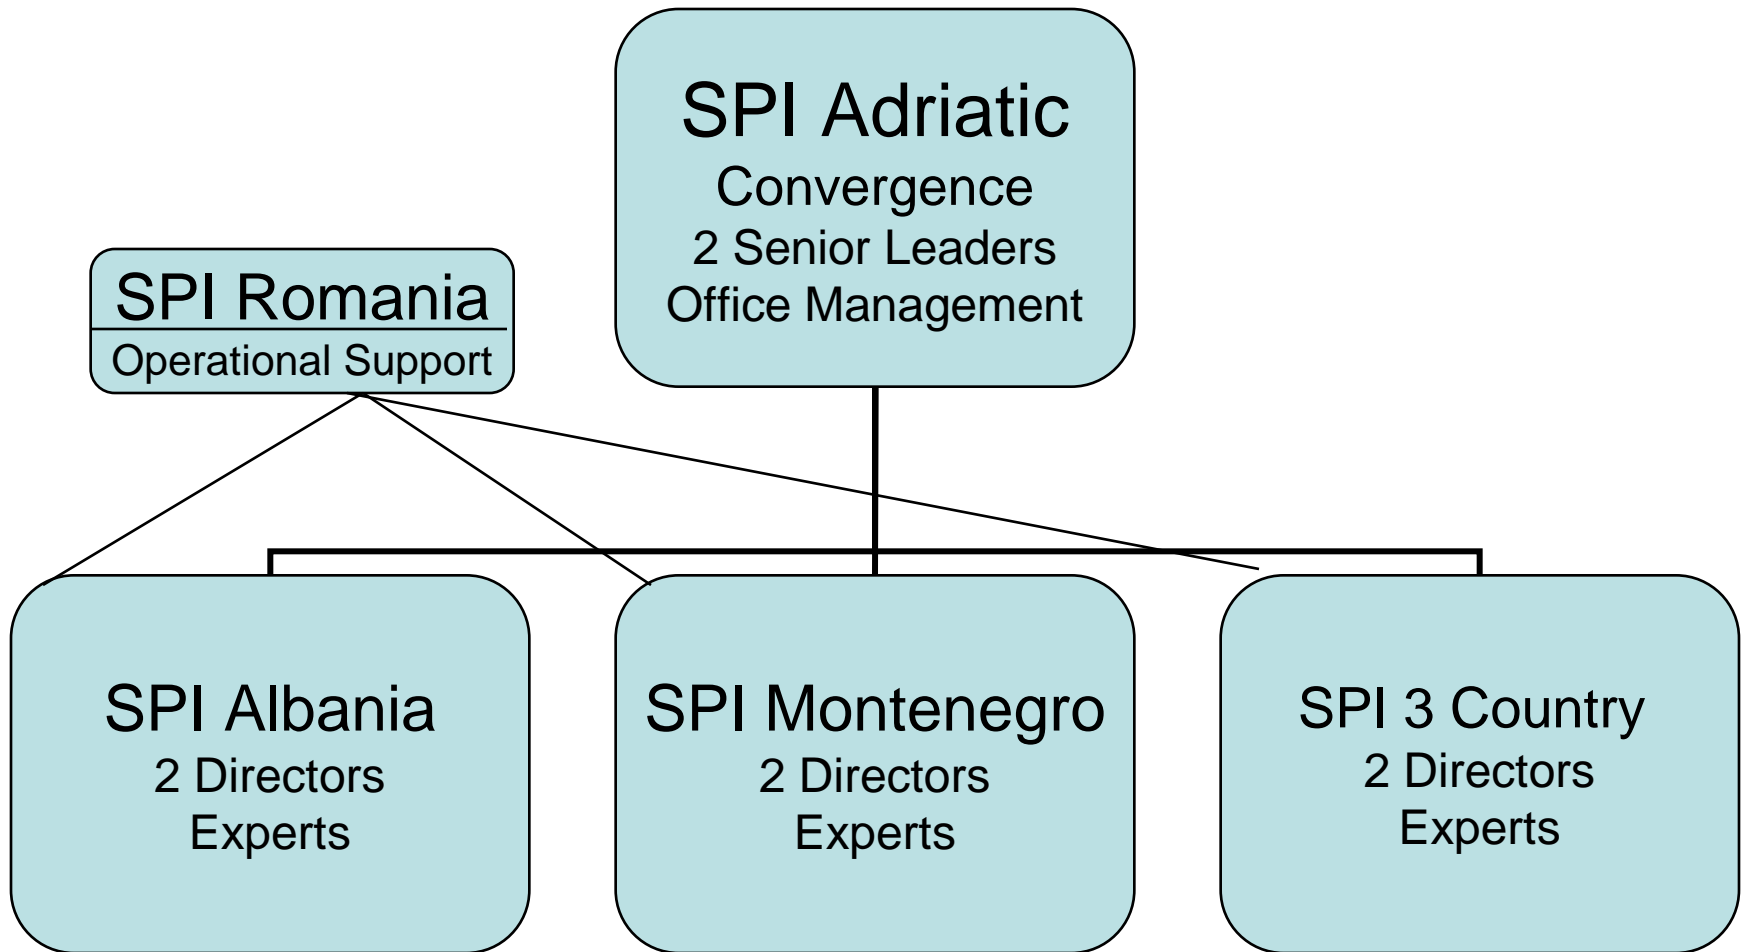 SPI Adriatic
Convergence
2 Senior Leaders
Office Management
SPI Romania
Operational Support
SPI Albania
2 Directors
Experts
SPI Montenegro
2 Directors
Experts
SPI 3 Country
2 Directors
Experts